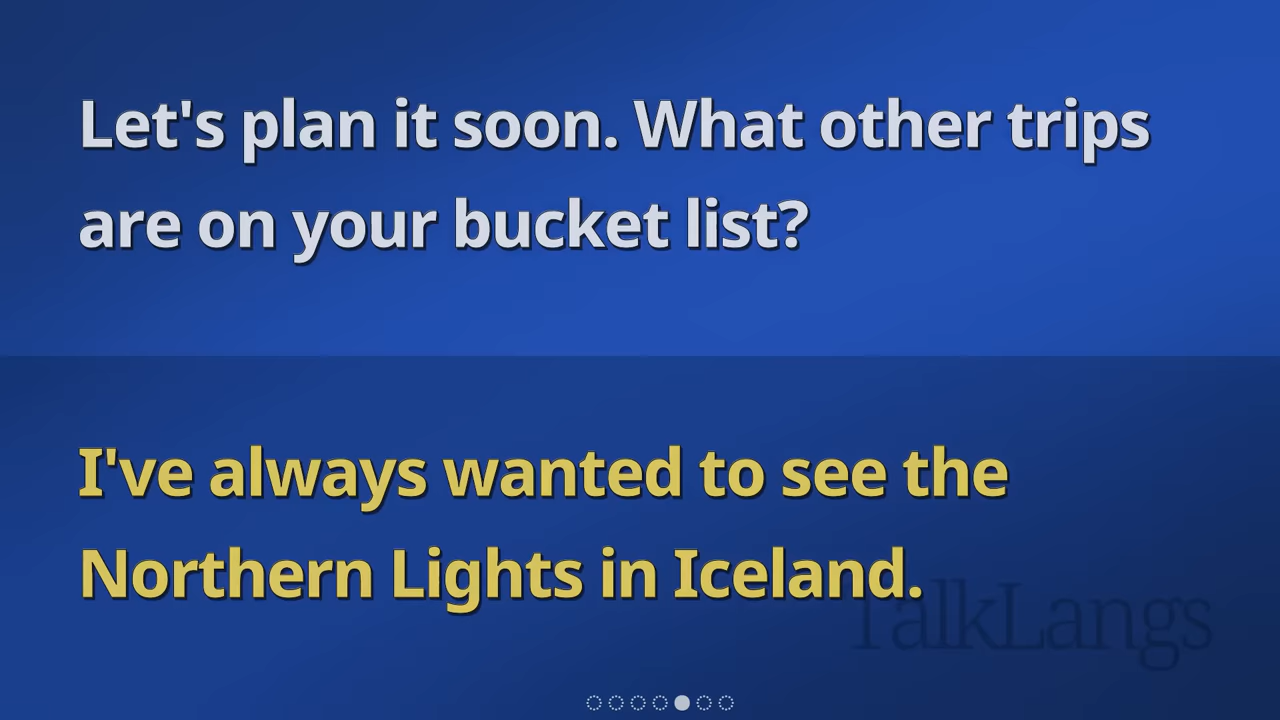 Let's plan it soon. What other trips
are on your bucket list?
I've always wanted to see the
Northern Lights in Iceland.
TalkLangs